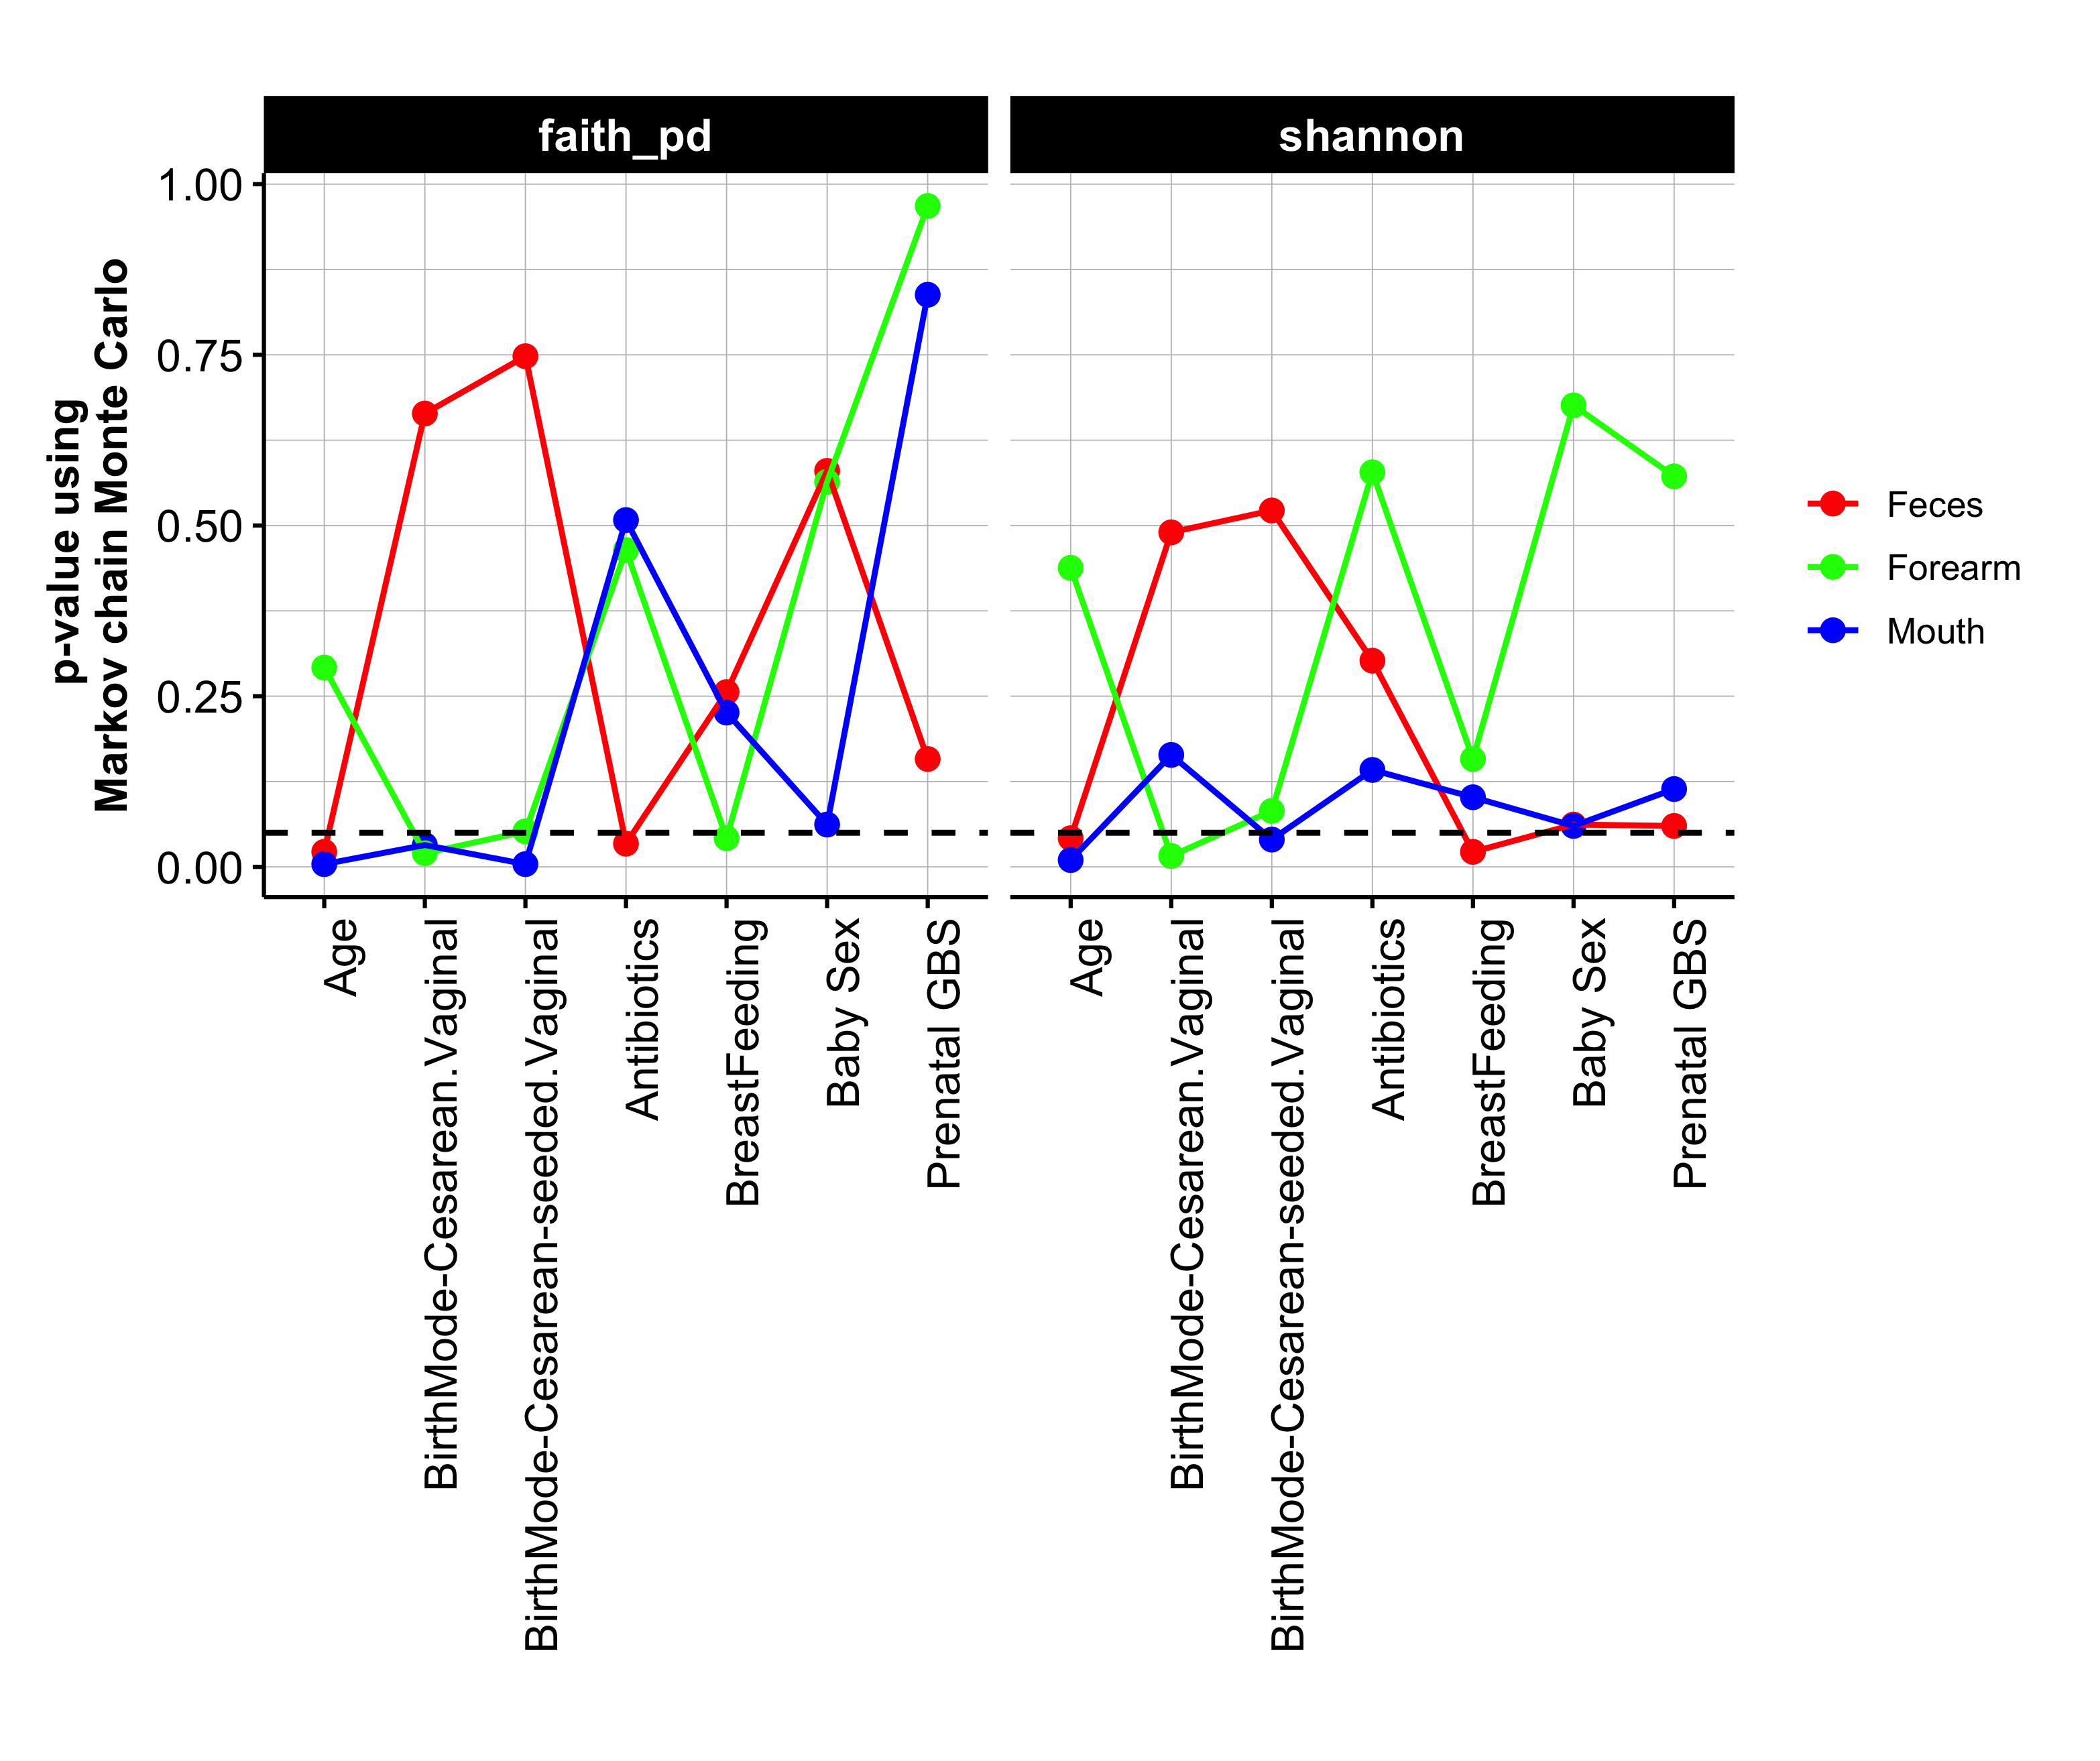 faith_pd
shannon
p-value using
Markov chain Monte Carlo
1.00
0.75
0.50
0.25
0.00
Feces
Forearm
Mouth
Age
BirthMode-Cesarean.Vaginal
BirthMode-Cesarean-seeded.Vaginal
Antibiotics
BreastFeeding
Baby Sex
Prenatal GBS
Age
BirthMode-Cesarean.Vaginal
BirthMode-Cesarean-seeded.Vaginal
Antibiotics
BreastFeeding
Baby Sex
Prenatal GBS